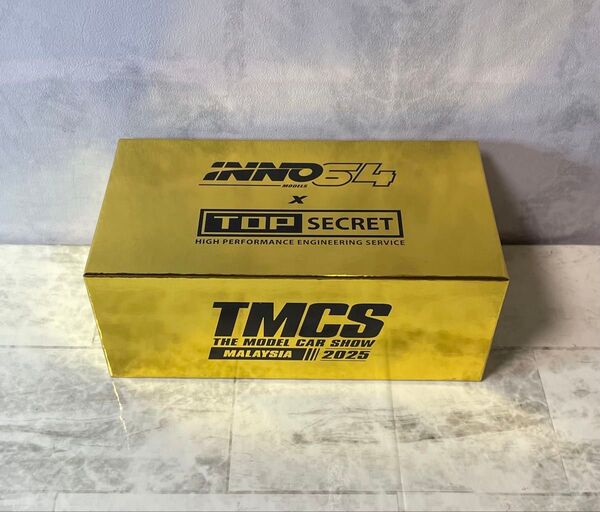 INNO64
MODELS
X
TOP SECRET
HIGH PERFORMANCE ENGINEERING SERVICE
TMCS
THE MODEL CAR SHOW
MALAYSIA 2025